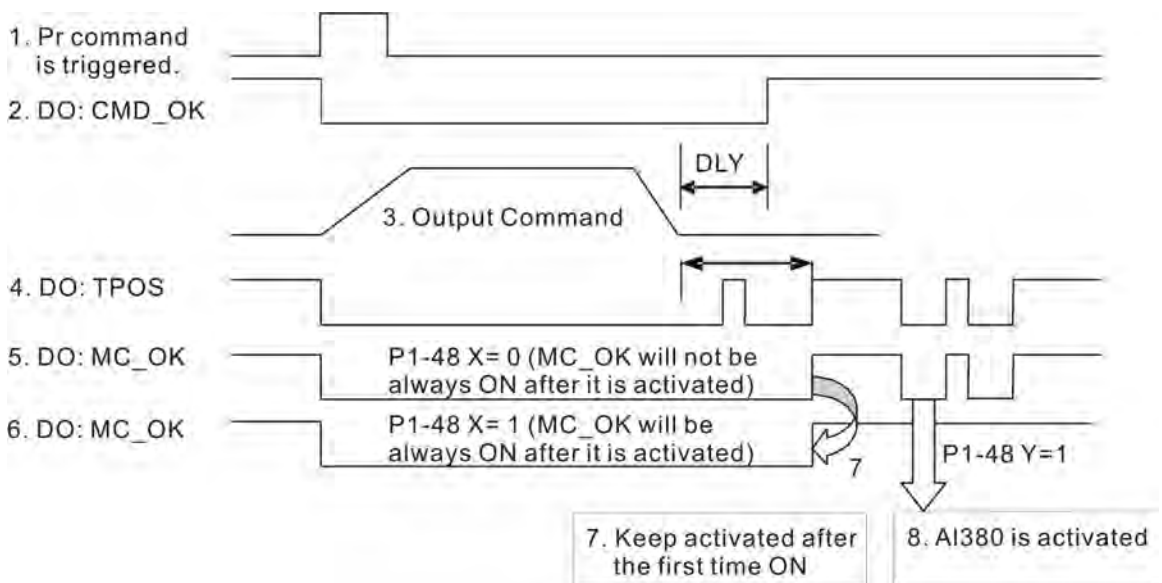 1. Pr command
is triggered.
2. DO: CMD_OK
DLY
3. Output Command
4. DO: TPOS
5. DO: MC_OK
P1-48 X= 0 (MC_OK will not be
always ON after it is activated)
6. DO: MC_OK
P1-48 X= 1 (MC_OK will be
always ON after it is activated)
7
P1-48 Y=1
7. Keep activated after
the first time ON
8. Al380 is activated